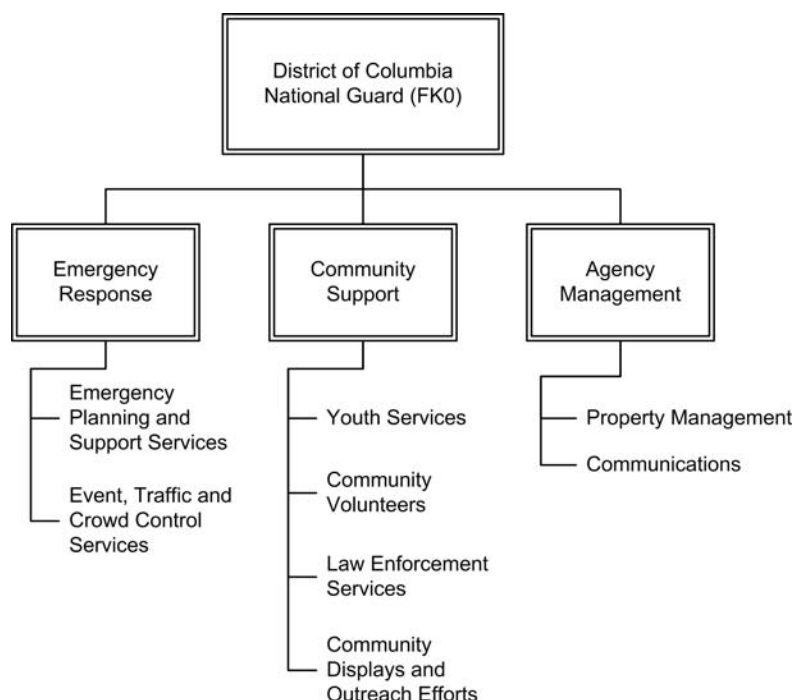 District of Columbia
National Guard (FK0)
Emergency
Response
Community
Support
Agency
Management
Emergency
Planning and
Support Services
Event, Traffic and
Crowd Control
Services
Youth Services
Community
Volunteers
Law Enforcement
Services
Community
Displays and
Outreach Efforts
Property Management
Communications